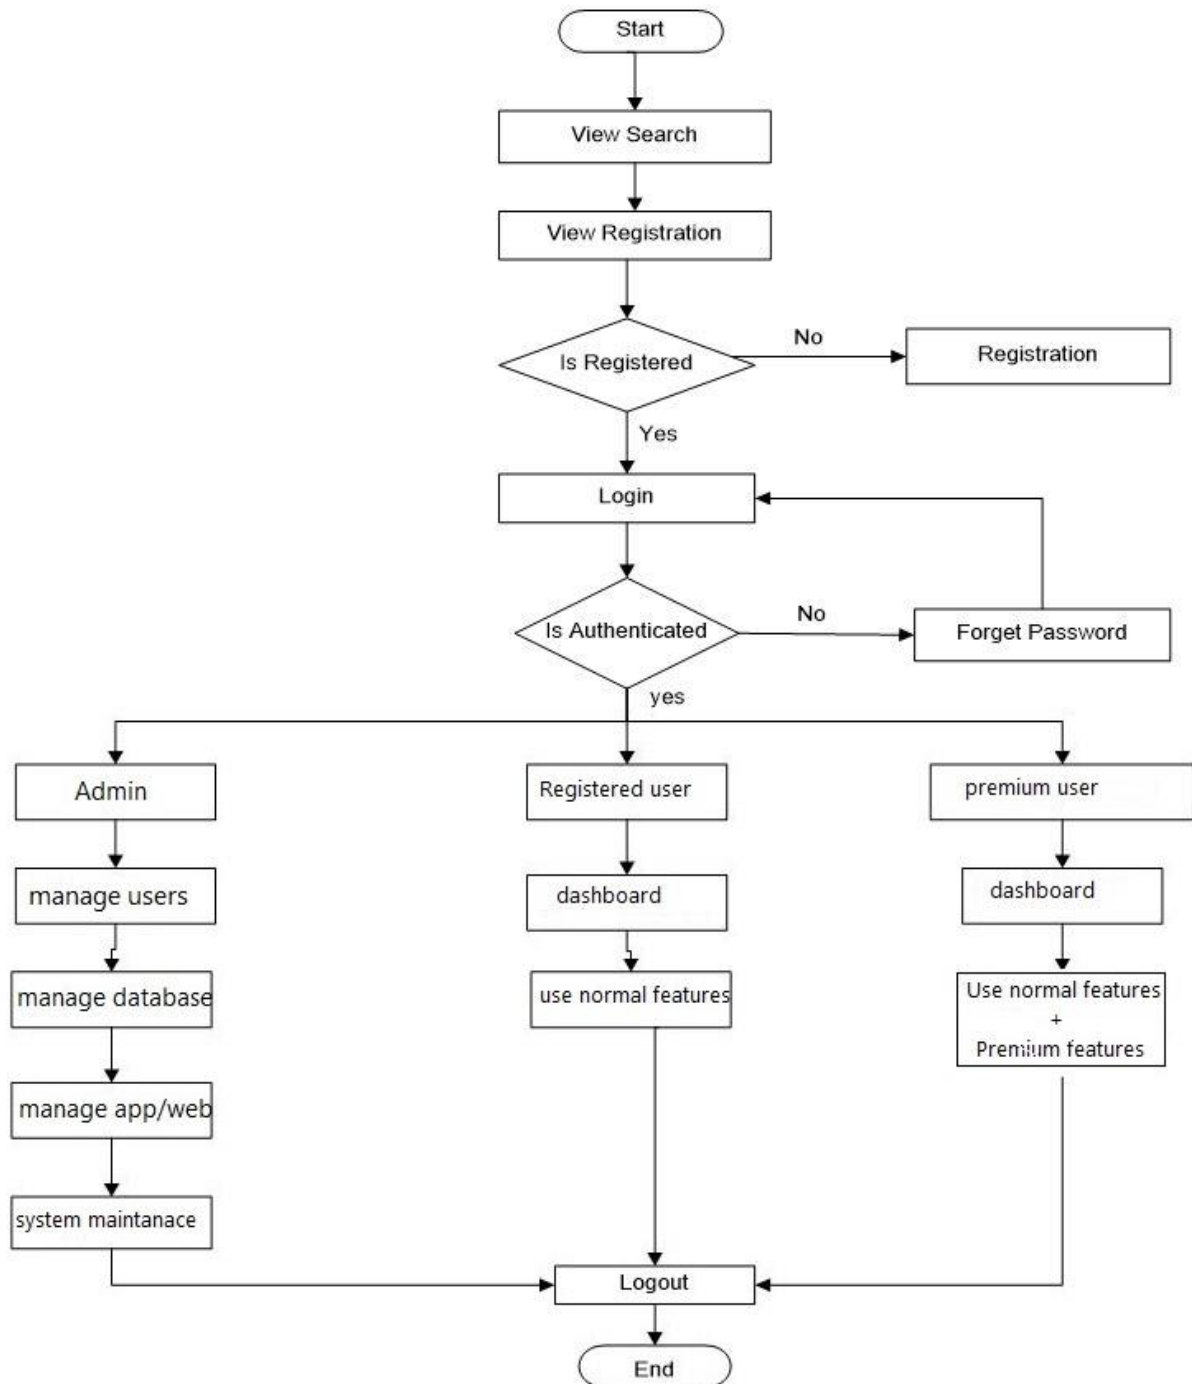 Start
View Search
View Registration
Is Registered
No
Registration
Yes
Login
Is Authenticated
No
Forget Password
yes
Admin
Registered user
premium user
manage users
dashboard
dashboard
manage database
use normal features
Use normal features
+
Premium features
manage app/web
system maintanace
Logout
End